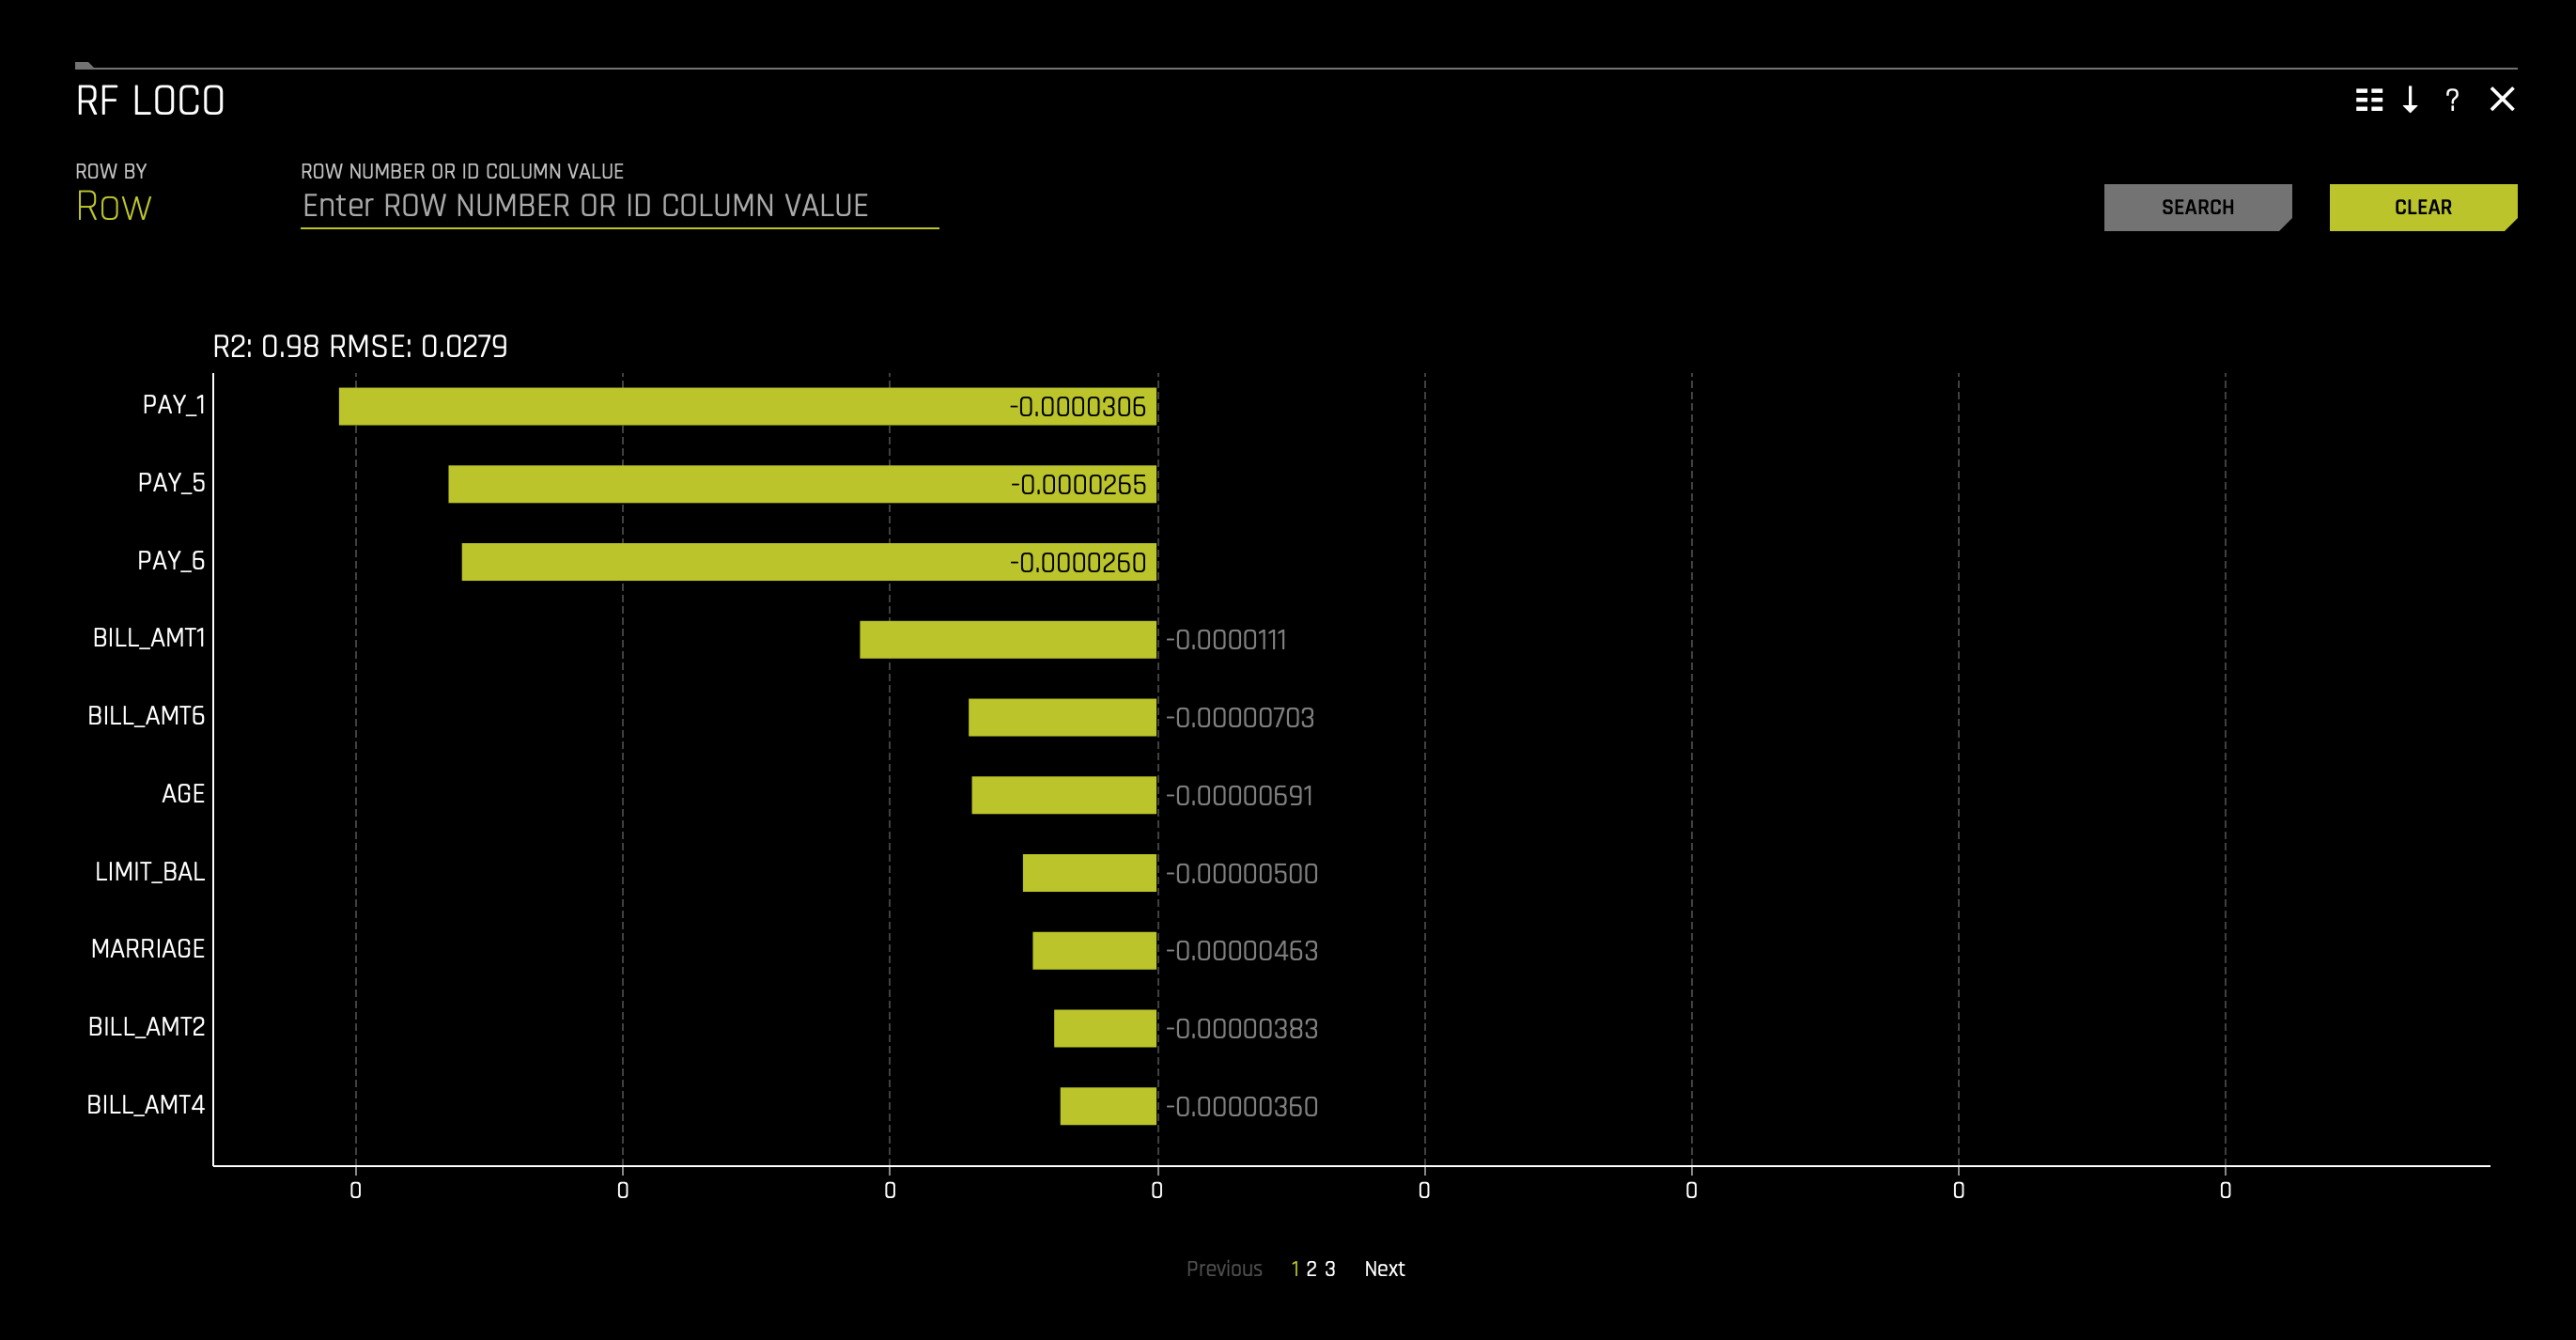 RF LOCO
?
ROW BY
ROW NUMBER OR ID COLUMN VALUE
Row
Enter ROW NUMBER OR ID COLUMN VALUE
SEARCH
CLEAR
R2: 0.98 RMSE: 0.0279
PAY_1 -0.0000306
PAY_5 -0.0000265
PAY_6 -0.0000260
BILL_AMT1 -0.0000111
BILL_AMT6 -0.00000703
AGE -0.00000691
LIMIT_BAL -0.00000500
MARRIAGE -0.00000463
BILL_AMT2 -0.00000383
BILL_AMT4 -0.00000360
0 0 0 0 0 0 0 0
Previous 1 2 3 Next